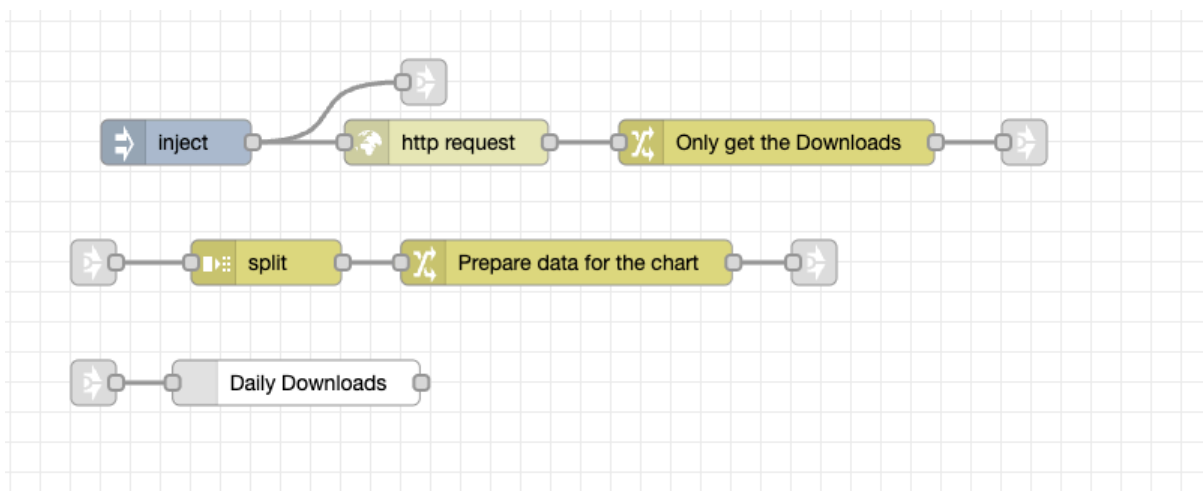 inject
http request
Only get the Downloads
split
Prepare data for the chart
Daily Downloads